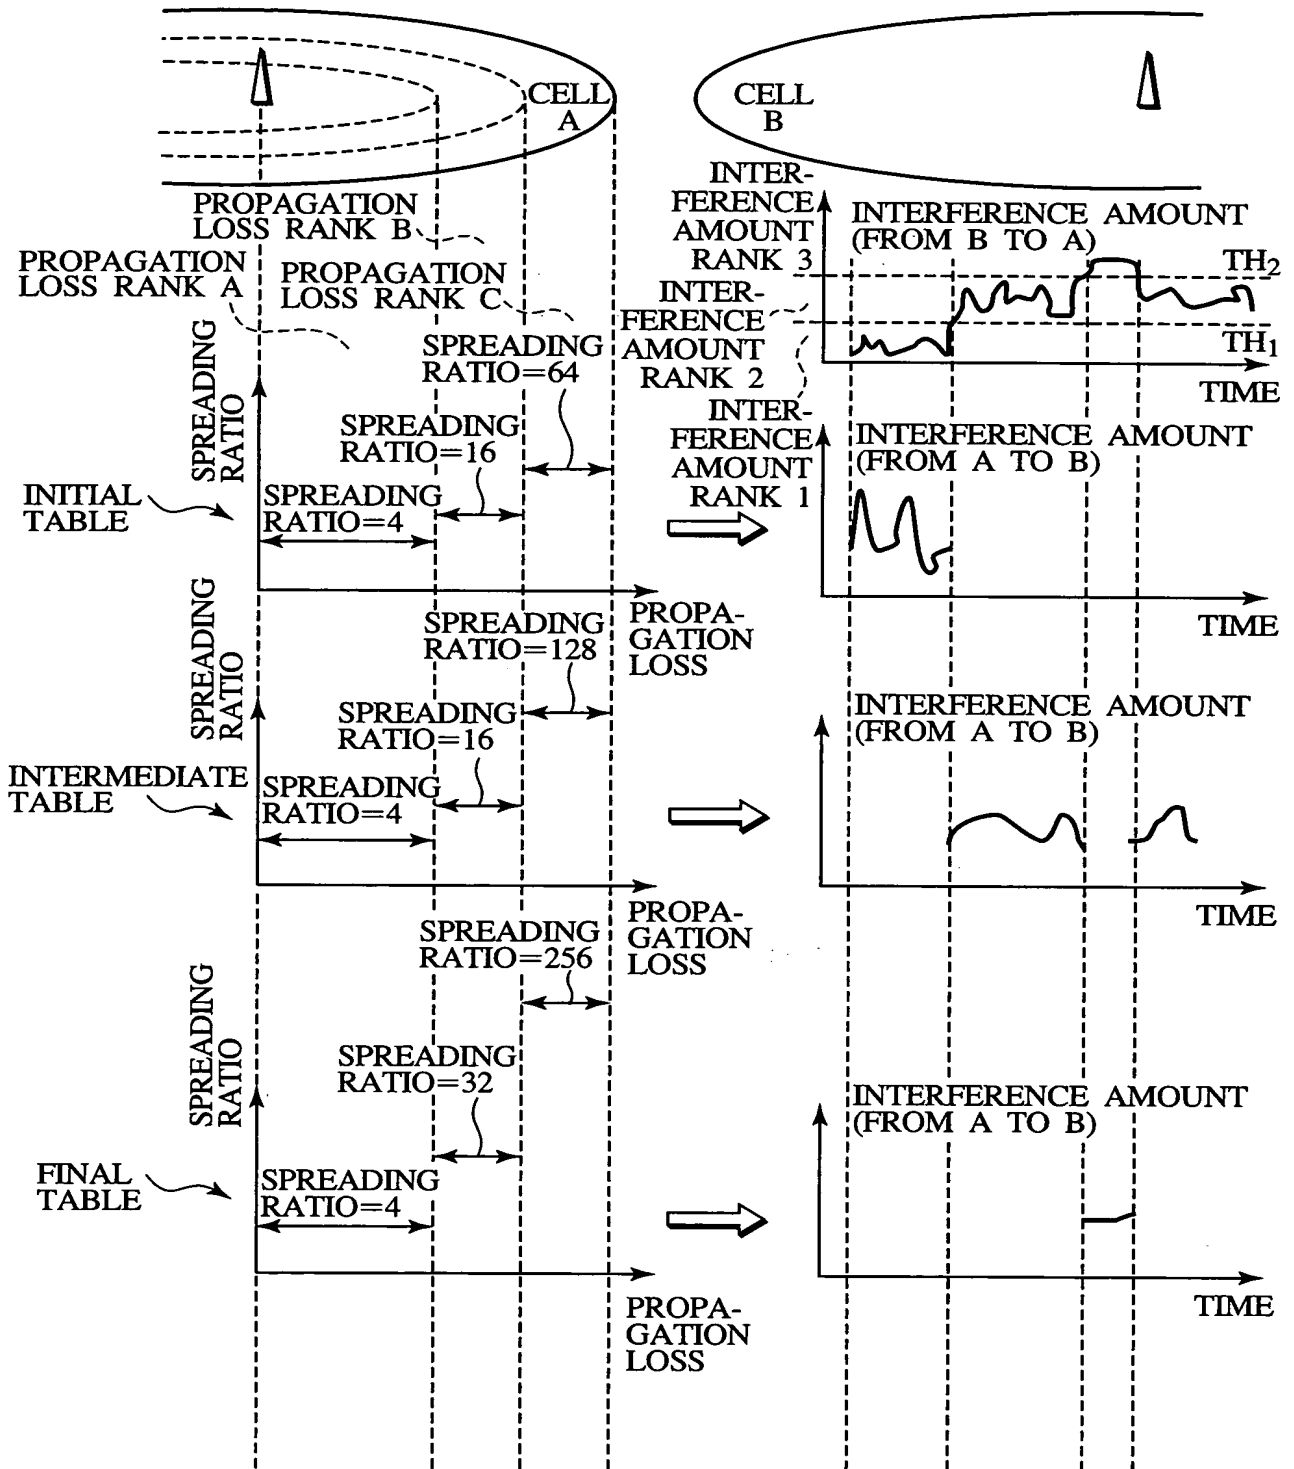 CELL
A
CELL
B
PROPAGATION
LOSS RANK B
PROPAGATION
LOSS RANK A
PROPAGATION
LOSS RANK C
INTER-
FERENCE
AMOUNT
RANK 3
INTER-
FERENCE
AMOUNT
RANK 2
INTER-
FERENCE
AMOUNT
RANK 1
INTERFERENCE AMOUNT
(FROM B TO A)
TH2
TH1
TIME
SPREADING
RATIO
SPREADING
RATIO=64
SPREADING
RATIO=16
SPREADING
RATIO=4
INITIAL
TABLE
PROPA-
GATION
LOSS
INTERFERENCE AMOUNT
(FROM A TO B)
TIME
SPREADING
RATIO
SPREADING
RATIO=128
SPREADING
RATIO=16
SPREADING
RATIO=4
INTERMEDIATE
TABLE
PROPA-
GATION
LOSS
INTERFERENCE AMOUNT
(FROM A TO B)
TIME
SPREADING
RATIO
SPREADING
RATIO=256
SPREADING
RATIO=32
SPREADING
RATIO=4
FINAL
TABLE
PROPA-
GATION
LOSS
INTERFERENCE AMOUNT
(FROM A TO B)
TIME